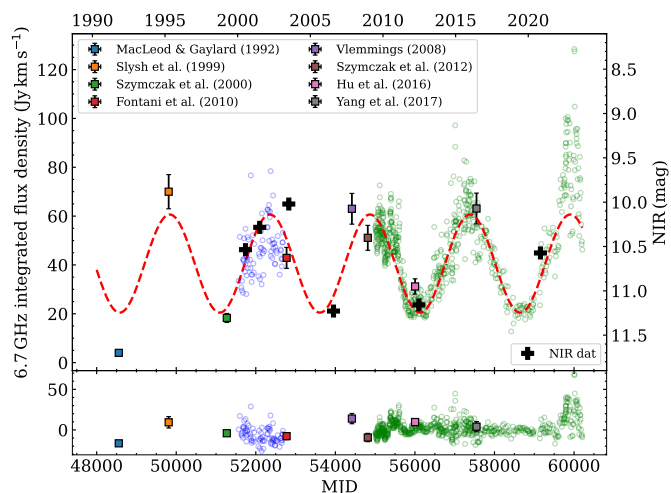 1990 1995 2000 2005 2010 2015 2020
6.7 GHz integrated flux density (Jy km s⁻¹)
120
100
80
60
40
20
0
MacLeod & Gaylard (1992)
Slysh et al. (1999)
Szymczak et al. (2000)
Fontani et al. (2010)
Vlemmings (2008)
Szymczak et al. (2012)
Hu et al. (2016)
Yang et al. (2017)
NIR dat
8.5
9.0
9.5
10.0
10.5
11.0
11.5
NIR(mag)
50
0
48000 50000 52000 54000 56000 58000 60000
MJD